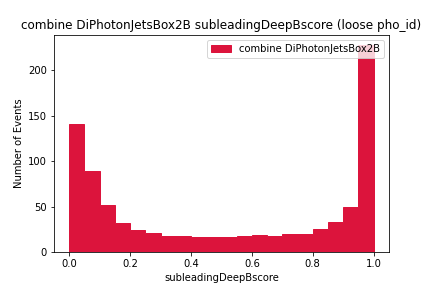 combine DiPhotonJetsBox2B subleadingDeepBscore (loose pho_id)
combine DiPhotonJetsBox2B
Number of Events
200
150
100
50
0
0.0 0.2 0.4 0.6 0.8 1.0
subleadingDeepBscore